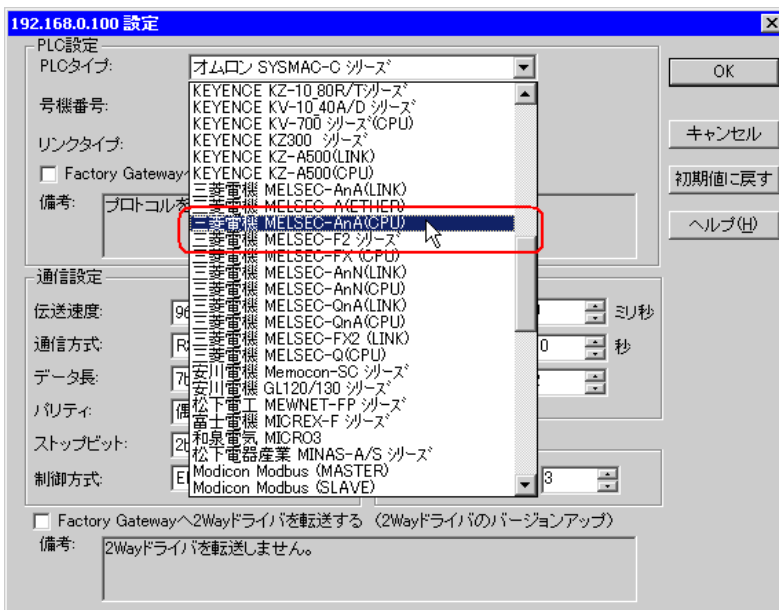 192.168.0.100 設定
PLC設定
PLCタイプ:
オムロン SYSMAC-C シリーズ
OK
KEYENCE KZ-10_80R/Tシリーズ
号機番号:
KEYENCE KV-10_40A/D シリーズ
KEYENCE KV-700 シリーズ(CPU)
キャンセル
リンクタイプ:
KEYENCE KZ300 シリーズ
KEYENCE KZ-A500(LINK)
Factory Gatewayへ
KEYENCE KZ-A500(CPU)
初期値に戻す
三菱電機 MELSEC-AnA(LINK)
備考:
プロトコルを
三菱電機 MELSEC-A(ETHER)
三菱電機 MELSEC-AnA(CPU)
ヘルプ(H)
三菱電機 MELSEC-F2 シリーズ
三菱電機 MELSEC-FX (CPU)
通信設定
三菱電機 MELSEC-AnN(LINK)
三菱電機 MELSEC-AnN(CPU)
伝送速度:
96
三菱電機 MELSEC-QnA(LINK)
ミリ秒
三菱電機 MELSEC-QnA(CPU)
通信方式:
三菱電機 MELSEC-FX2 (LINK)
0
秒
三菱電機 MELSEC-Q(CPU)
データ長:
安川電機 Memocon-SC シリーズ
安川電機 GL120/130 シリーズ
パリティ:
偶
松下電工 MEWNET-FP シリーズ
富士電機 MICREX-F シリーズ
ストップビット:
和泉電気 MICRO3
松下電器産業 MINAS-A/S シリーズ
制御方式:
Modicon Modbus (MASTER)
3
Modicon Modbus (SLAVE)
Factory Gatewayへ2Wayドライバを転送する (2Wayドライバのバージョンアップ)
備考:
2Wayドライバを転送しません。